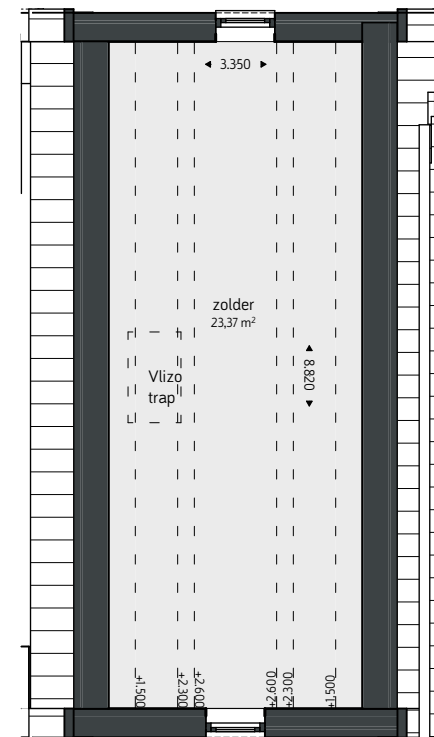 3.350
zolder
23,37 m²
8.820
Vlizo
trap
+1.500
+2.300
+2.600
+2.600
+2.300
+1.500